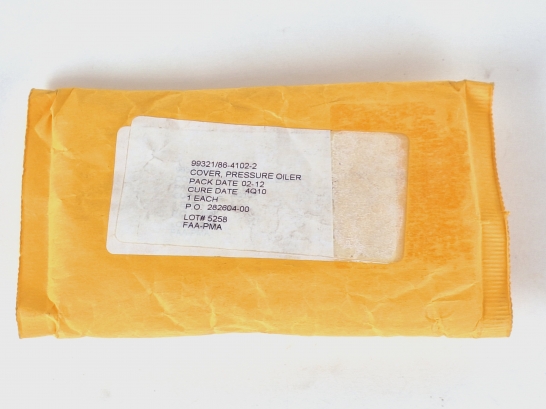 99321/86-4102-2
COVER, PRESSURE OILER
PACK DATE 02-12
CURE DATE 4Q10
1 EACH
P.O. 282604-00
LOT# 5258
FAA-PMA